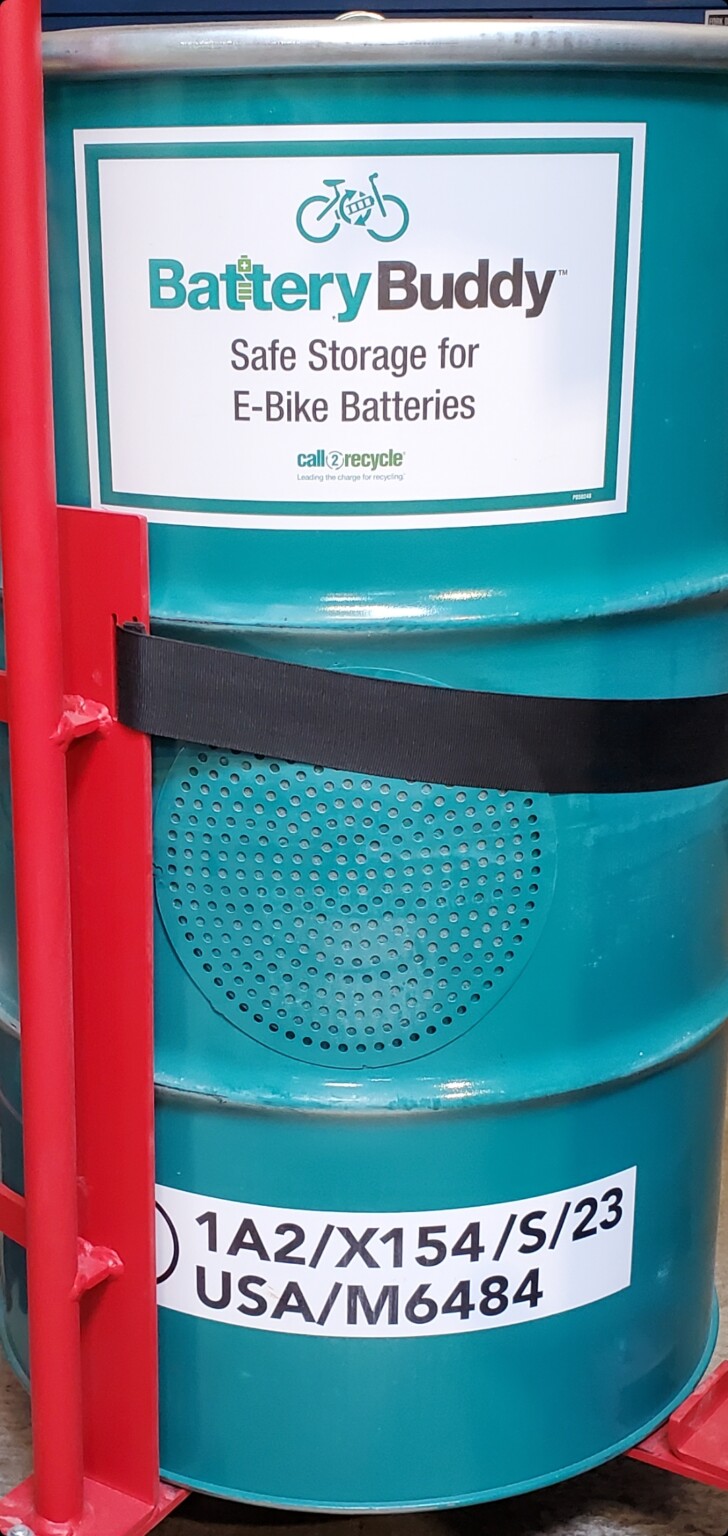 BatteryBuddy™
Safe Storage for
E-Bike Batteries
call2recycle®
Leading the charge for recycling.®
1A2/X154/S/23
USA/M6484